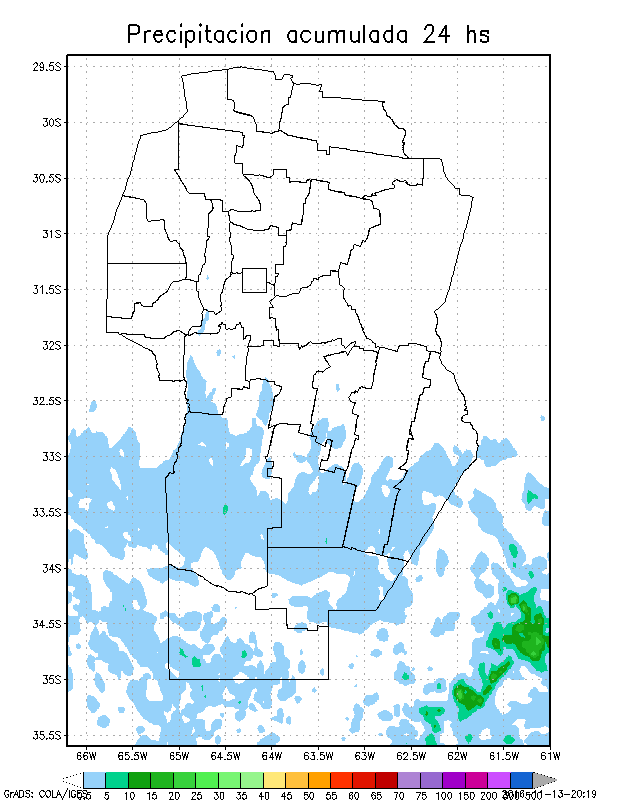 Precipitacion acumulada 24 hs
29.5S
30S
30.5S
31S
31.5S
32S
32.5S
33S
33.5S
34S
34.5S
35S
35.5S
66W 65.5W 65W 64.5W 64W 63.5W 63W 62.5W 62W 61.5W 61W
5 10 15 20 25 30 35 40 45 50 55 60 65 70 75 100 150 200
GrADS: COLA/IGES